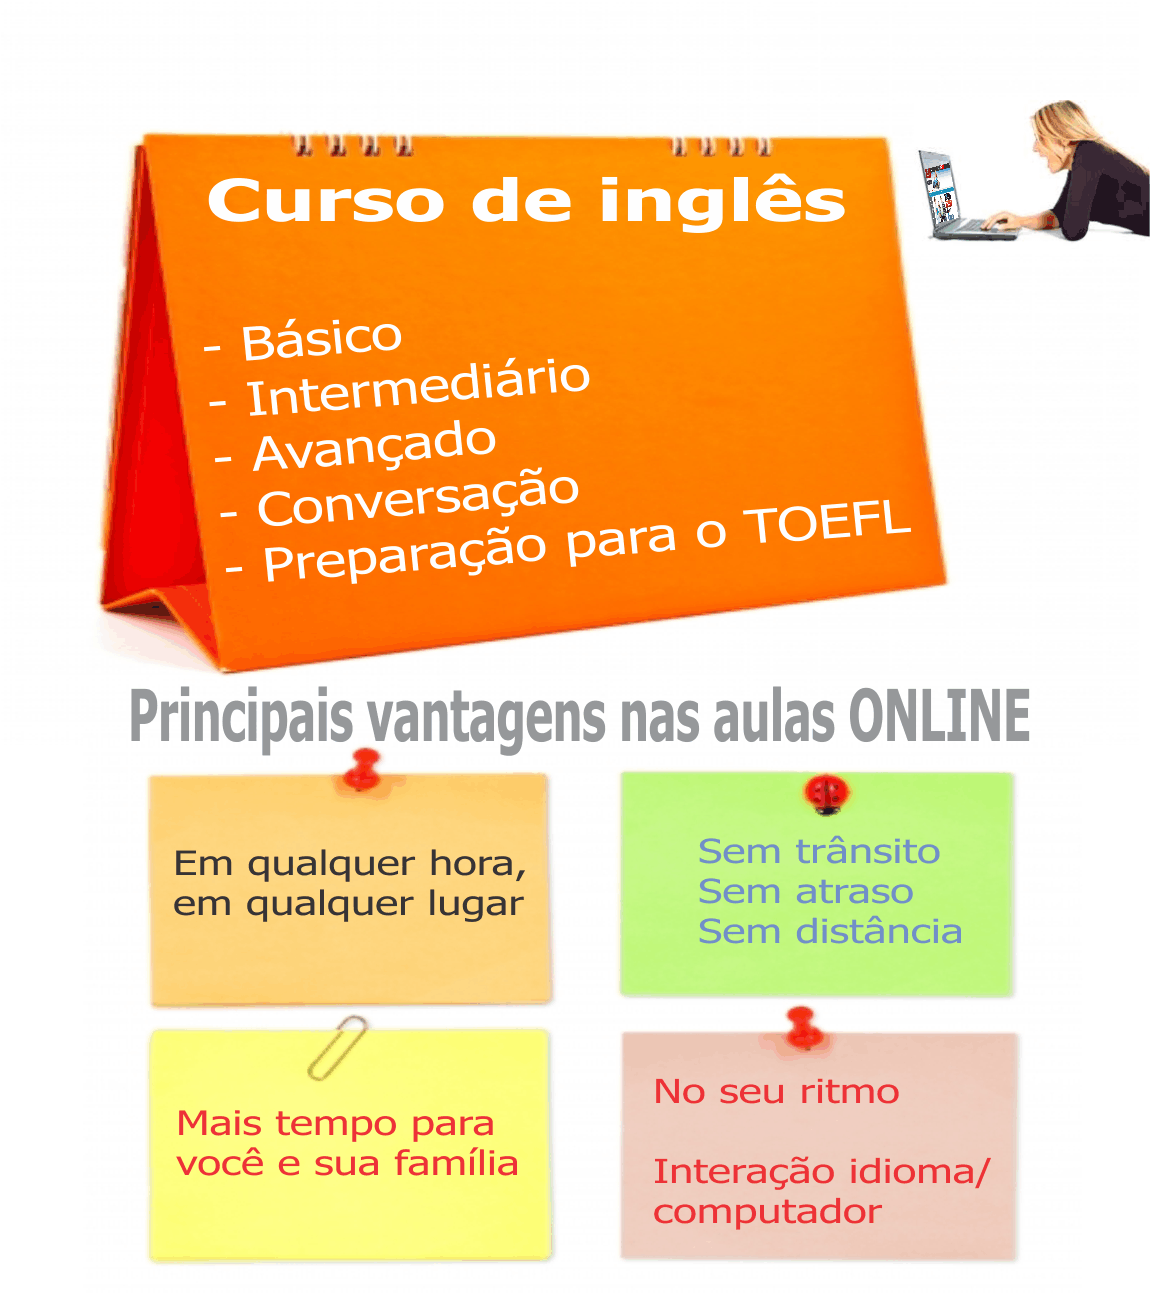 Curso de inglês
- Básico
- Intermediário
- Avançado
- Conversação
- Preparação para o TOEFL
Principais vantagens nas aulas ONLINE
Em qualquer hora,
em qualquer lugar
Sem trânsito
Sem atraso
Sem distância
Mais tempo para
você e sua família
No seu ritmo
Interação idioma/
computador